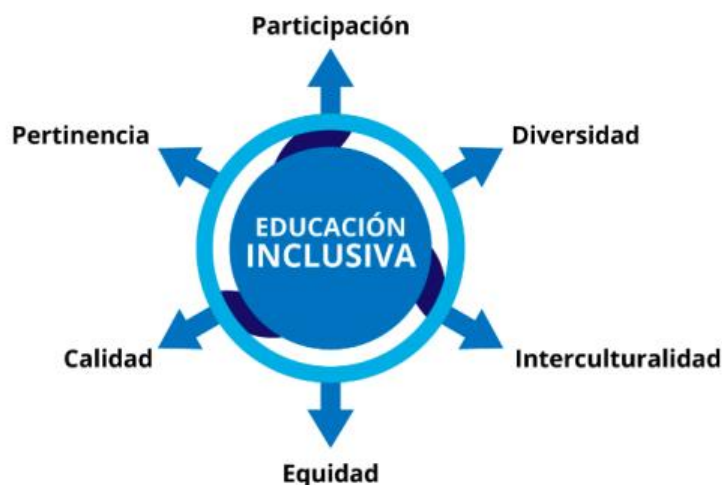 Participación
Pertinencia
Diversidad
EDUCACIÓN
INCLUSIVA
Calidad
Interculturalidad
Equidad